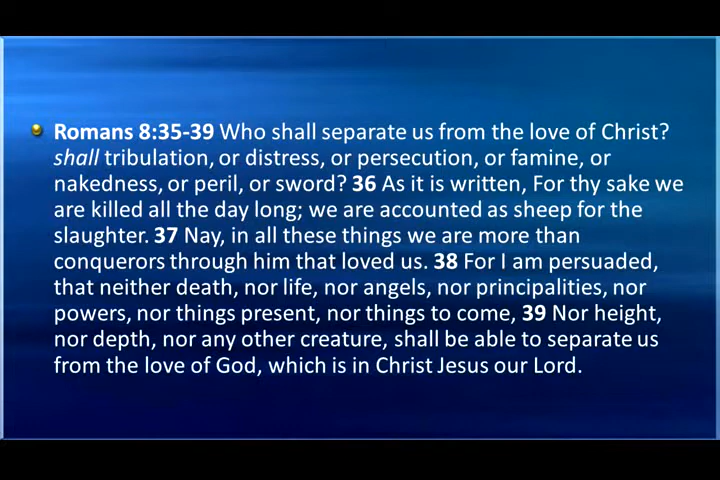 Romans 8:35-39 Who shall separate us from the love of Christ?
shall tribulation, or distress, or persecution, or famine, or
nakedness, or peril, or sword? 36 As it is written, For thy sake we
are killed all the day long; we are accounted as sheep for the
slaughter. 37 Nay, in all these things we are more than
conquerors through him that loved us. 38 For I am persuaded,
that neither death, nor life, nor angels, nor principalities, nor
powers, nor things present, nor things to come, 39 Nor height,
nor depth, nor any other creature, shall be able to separate us
from the love of God, which is in Christ Jesus our Lord.